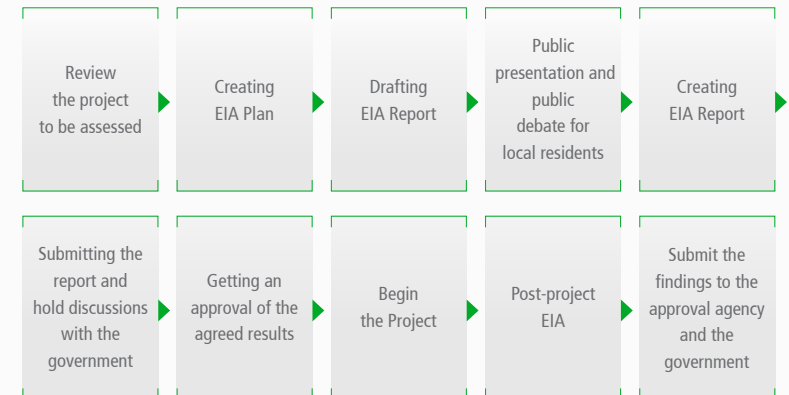 Review
the project
to be assessed
Creating
EIA Plan
Drafting
EIA Report
Public
presentation and
public
debate for
local residents
Creating
EIA Report
Submitting the
report and
hold discussions
with the
government
Getting an
approval of the
agreed results
Begin
the Project
Post-project
EIA
Submit the
findings to the
approval agency
and the
government